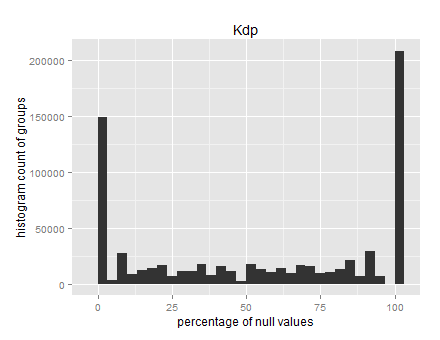 Kdp
histogram count of groups
200000
150000
100000
50000
0
0 25 50 75 100
percentage of null values